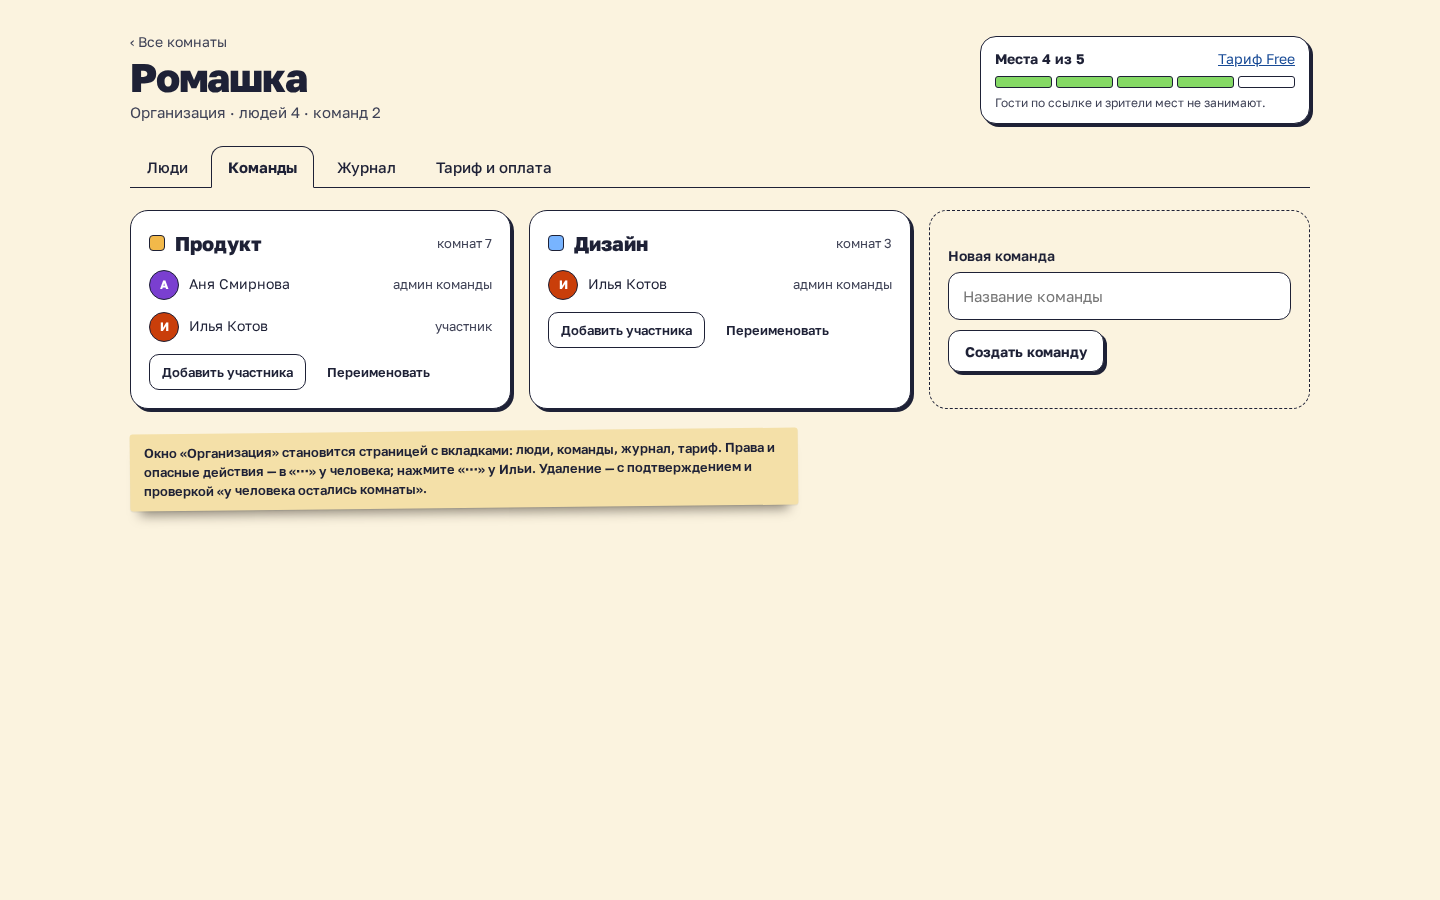 ‹ Все комнаты
Ромашка
Организация · людей 4 · команд 2
Места 4 из 5
Тариф Free
Гости по ссылке и зрители мест не занимают.
Люди
Команды
Журнал
Тариф и оплата
Продукт
комнат 7
А
Аня Смирнова
админ команды
И
Илья Котов
участник
Добавить участника
Переименовать
Дизайн
комнат 3
И
Илья Котов
админ команды
Добавить участника
Переименовать
Новая команда
Название команды
Создать команду
Окно «Организация» становится страницей с вкладками: люди, команды, журнал, тариф. Права и
опасные действия — в «⋯» у человека; нажмите «⋯» у Ильи. Удаление — с подтверждением и
проверкой «у человека остались комнаты».